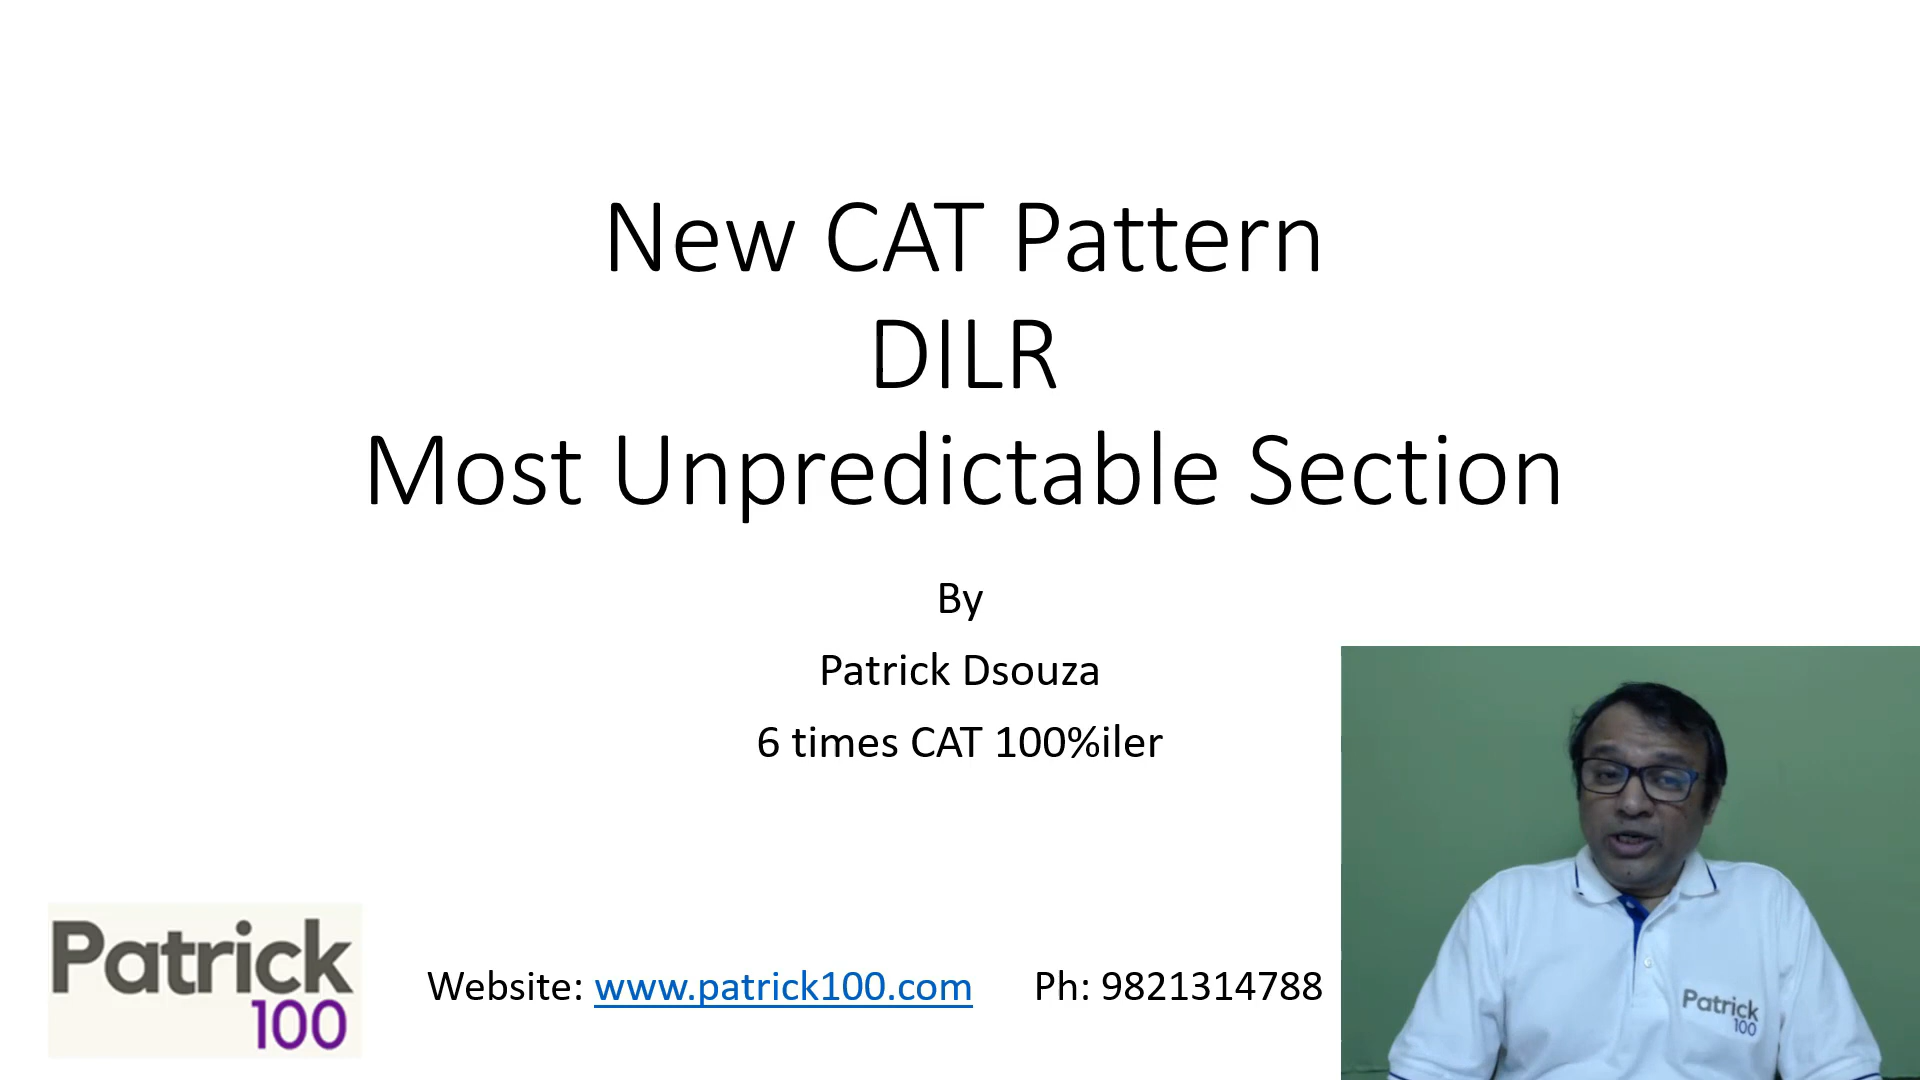 New CAT Pattern
DILR
Most Unpredictable Section
By
Patrick Dsouza
6 times CAT 100%iler
Patrick
100
Website: www.patrick100.com Ph: 9821314788
Patrick
100